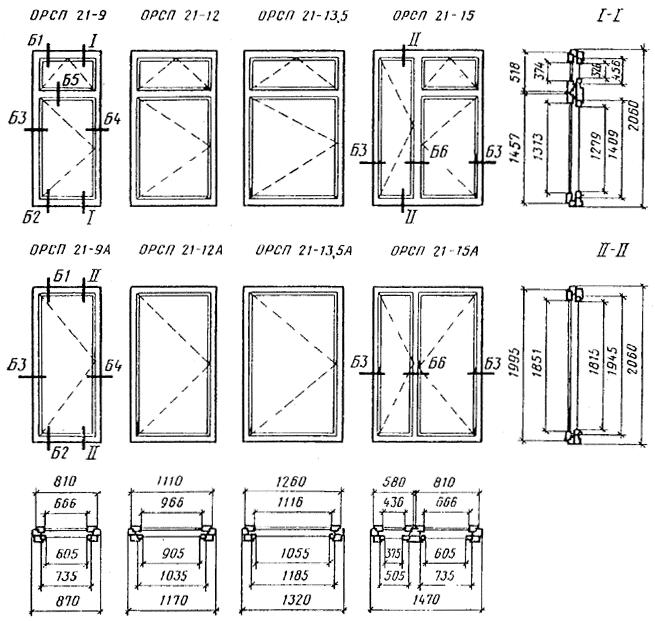 ОРСП 21-9 ОРСП 21-12 ОРСП 21-13,5 ОРСП 21-15 I-I
Б1 I II
Б5
Б3 Б4 Б3 Б6 Б3
Б2 I II
518 374 456
1457 1313 1279 1409 2060
ОРСП 21-9А ОРСП 21-12А ОРСП 21-13,5А ОРСП 21-15А II-II
Б1 II
Б3 Б4 Б3 Б6 Б3
Б2 II
1995 1851 1815 1945 2060
810 1110 1260 580 810
666 966 1116 436 666
605 905 1055 375 605
735 1035 1185 505 735
870 1170 1320 1470